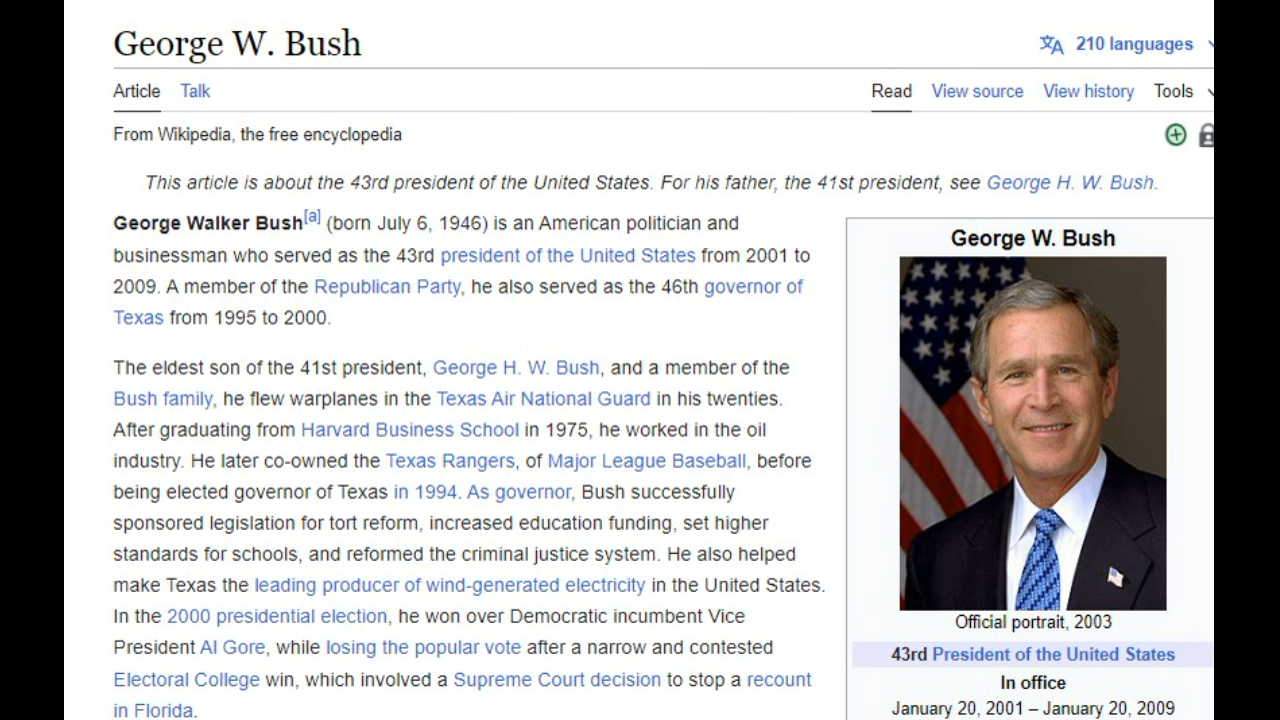 George W. Bush
210 languages
Article Talk Read View source View history Tools
From Wikipedia, the free encyclopedia
This article is about the 43rd president of the United States. For his father, the 41st president, see George H. W. Bush.
George Walker Bush[a] (born July 6, 1946) is an American politician and
businessman who served as the 43rd president of the United States from 2001 to
2009. A member of the Republican Party, he also served as the 46th governor of
Texas from 1995 to 2000.
The eldest son of the 41st president, George H. W. Bush, and a member of the
Bush family, he flew warplanes in the Texas Air National Guard in his twenties.
After graduating from Harvard Business School in 1975, he worked in the oil
industry. He later co-owned the Texas Rangers, of Major League Baseball, before
being elected governor of Texas in 1994. As governor, Bush successfully
sponsored legislation for tort reform, increased education funding, set higher
standards for schools, and reformed the criminal justice system. He also helped
make Texas the leading producer of wind-generated electricity in the United States.
In the 2000 presidential election, he won over Democratic incumbent Vice
President Al Gore, while losing the popular vote after a narrow and contested
Electoral College win, which involved a Supreme Court decision to stop a recount
in Florida.
George W. Bush
Official portrait, 2003
43rd President of the United States
In office
January 20, 2001 – January 20, 2009